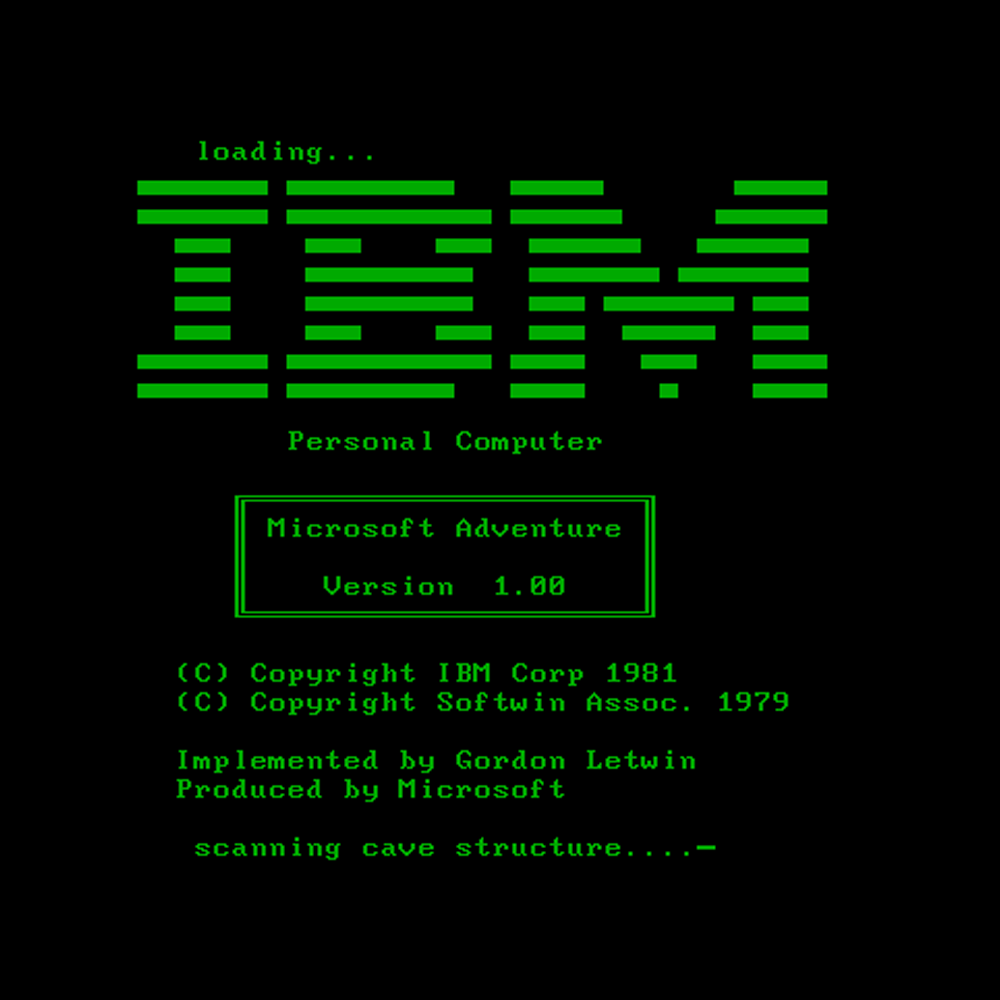 loading...
IBM
Personal Computer
Microsoft Adventure
Version  1.00
(C) Copyright IBM Corp 1981
(C) Copyright Softwin Assoc. 1979
Implemented by Gordon Letwin
Produced by Microsoft
scanning cave structure....